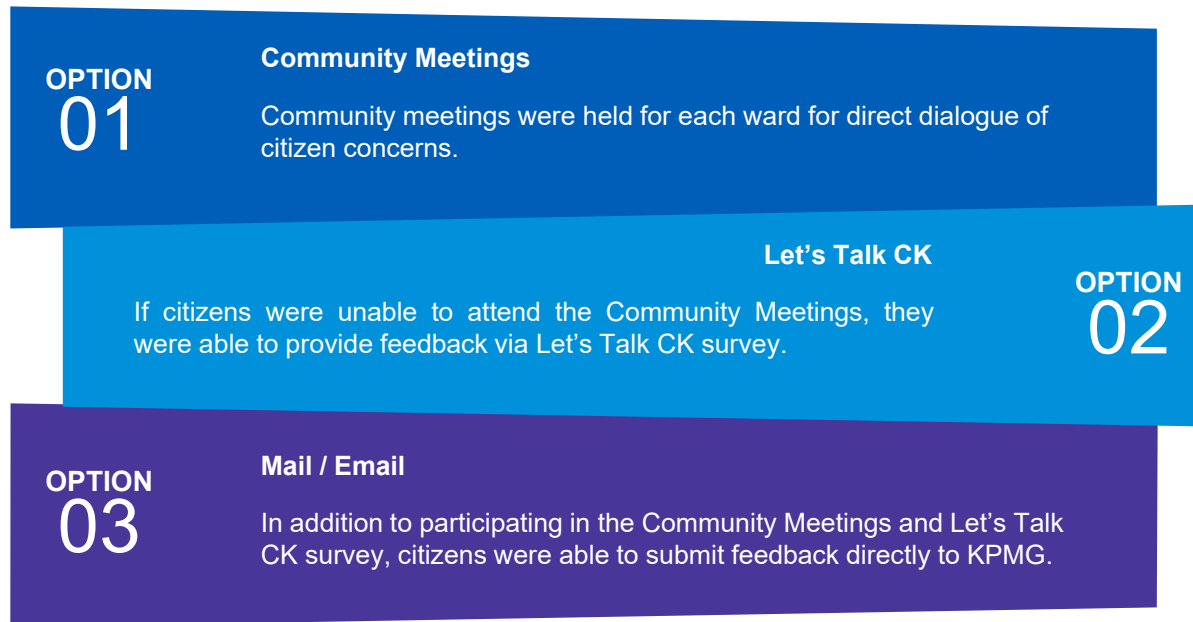 OPTION
01
Community Meetings
Community meetings were held for each ward for direct dialogue of
citizen concerns.
Let’s Talk CK
If citizens were unable to attend the Community Meetings, they
were able to provide feedback via Let’s Talk CK survey.
OPTION
02
OPTION
03
Mail / Email
In addition to participating in the Community Meetings and Let’s Talk
CK survey, citizens were able to submit feedback directly to KPMG.